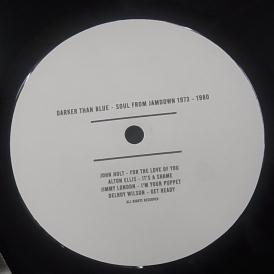 DARKER THAN BLUE - SOUL FROM JAMDOWN 1973 - 1980
JOHN HOLT - FOR THE LOVE OF YOU
ALTON ELLIS - IT'S A SHAME
JIMMY LONDON - I'M YOUR PUPPET
DELROY WILSON - GET READY
ALL RIGHTS RESERVED